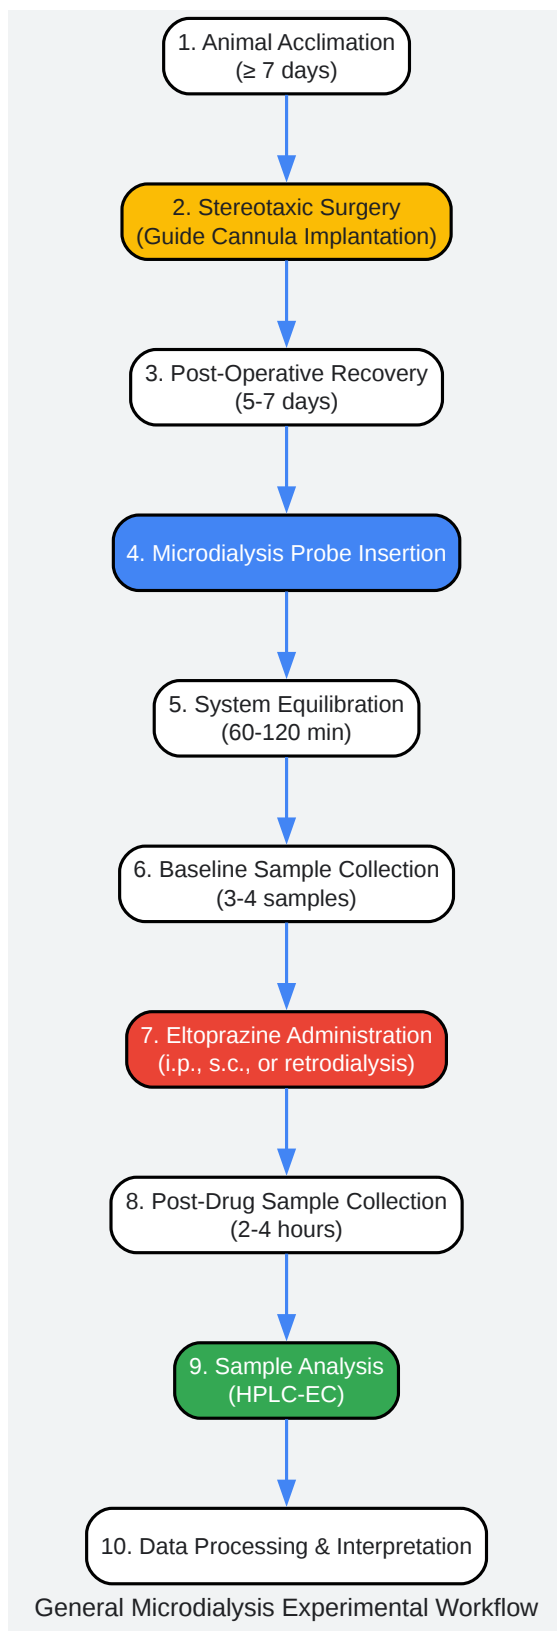 1. Animal Acclimation
(≥ 7 days)
2. Stereotaxic Surgery
(Guide Cannula Implantation)
3. Post-Operative Recovery
(5-7 days)
4. Microdialysis Probe Insertion
5. System Equilibration
(60-120 min)
6. Baseline Sample Collection
(3-4 samples)
7. Eltoprazine Administration
(i.p., s.c., or retrodialysis)
8. Post-Drug Sample Collection
(2-4 hours)
9. Sample Analysis
(HPLC-EC)
10. Data Processing & Interpretation
General Microdialysis Experimental Workflow